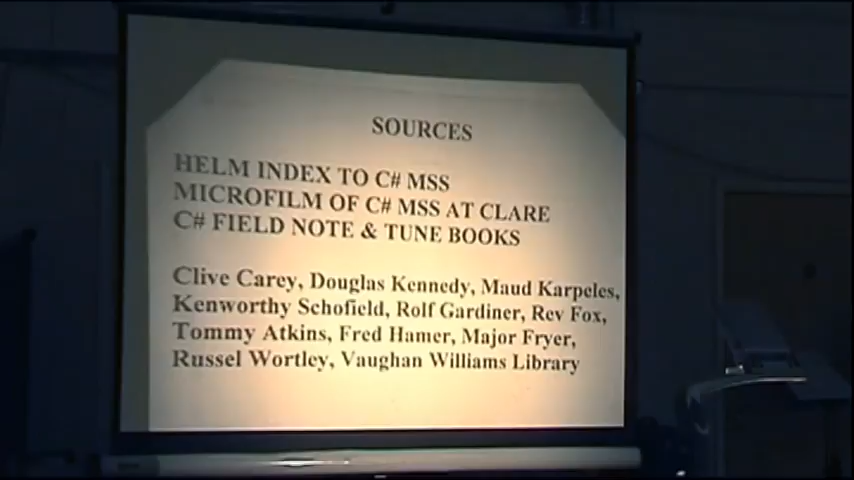 SOURCES
HELM INDEX TO C# MSS
MICROFILM OF C# MSS AT CLARE
C# FIELD NOTE & TUNE BOOKS
Clive Carey, Douglas Kennedy, Maud Karpeles,
Kenworthy Schofield, Rolf Gardiner, Rev Fox,
Tommy Atkins, Fred Hamer, Major Fryer,
Russel Wortley, Vaughan Williams Library